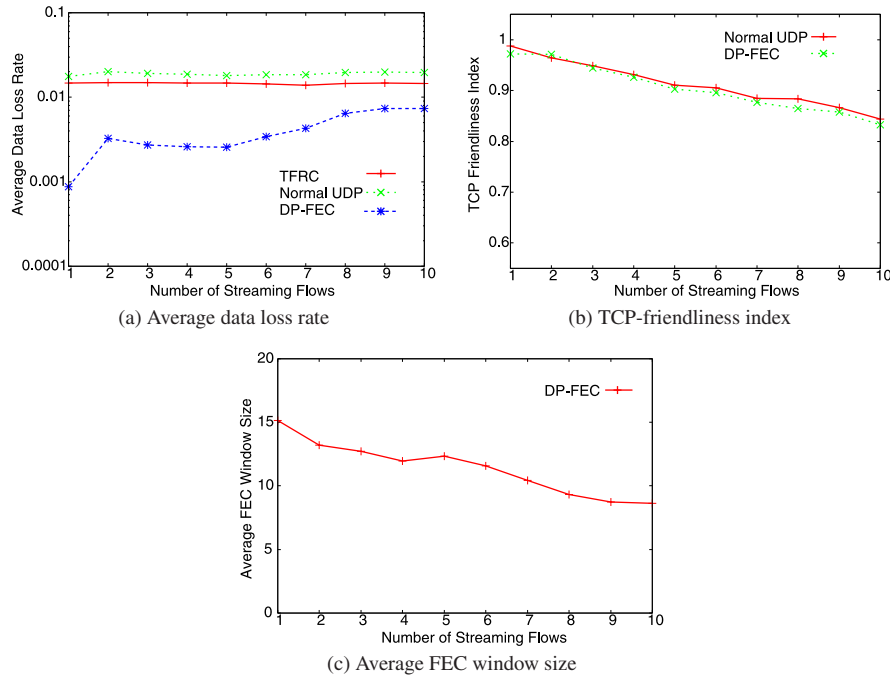 0.1
0.01
0.001
0.0001
Average Data Loss Rate
TFRC
Normal UDP
DP-FEC
1 2 3 4 5 6 7 8 9 10
Number of Streaming Flows
(a) Average data loss rate
1
0.9
0.8
0.7
0.6
TCP Friendliness Index
Normal UDP
DP-FEC
1 2 3 4 5 6 7 8 9 10
Number of Streaming Flows
(b) TCP-friendliness index
20
15
10
5
0
Average FEC Window Size
DP-FEC
1 2 3 4 5 6 7 8 9 10
Number of Streaming Flows
(c) Average FEC window size